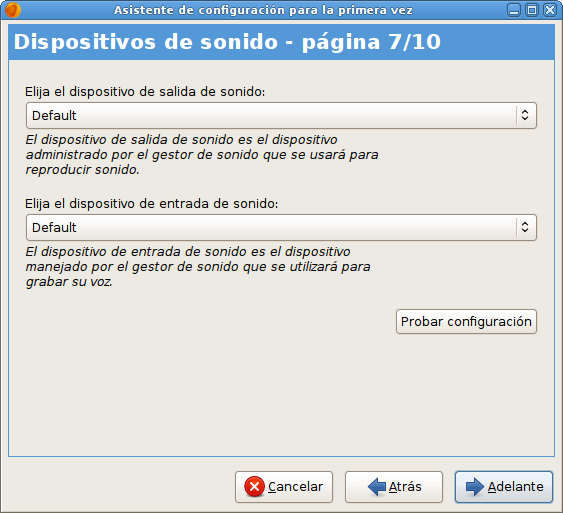 Asistente de configuración para la primera vez
Dispositivos de sonido - página 7/10
Elija el dispositivo de salida de sonido:
Default
El dispositivo de salida de sonido es el dispositivo
administrado por el gestor de sonido que se usará para
reproducir sonido.
Elija el dispositivo de entrada de sonido:
Default
El dispositivo de entrada de sonido es el dispositivo
manejado por el gestor de sonido que se utilizará para
grabar su voz.
Probar configuración
Cancelar
Atrás
Adelante